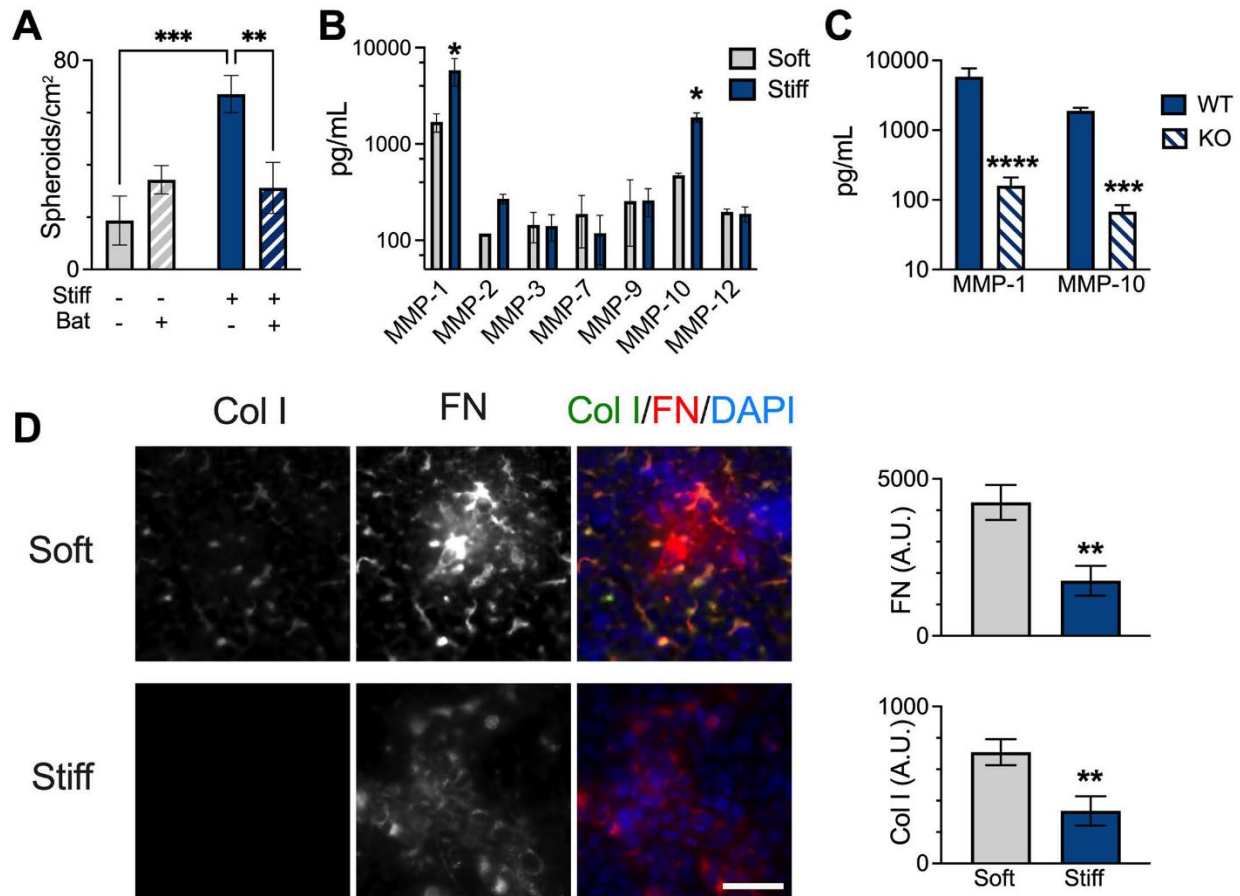 A
***
**
80
0
Spheroids/cm²
Stiff - - + +
Bat - + - +
B
10000
1000
100
pg/mL
*
*
Soft
Stiff
MMP-1
MMP-2
MMP-3
MMP-7
MMP-9
MMP-10
MMP-12
C
10000
1000
100
10
pg/mL
****
***
WT
KO
MMP-1
MMP-10
D
Col I
FN
Col I/FN/DAPI
Soft
Stiff
5000
0
FN (A.U.)
**
1000
0
Col I (A.U.)
**
Soft
Stiff